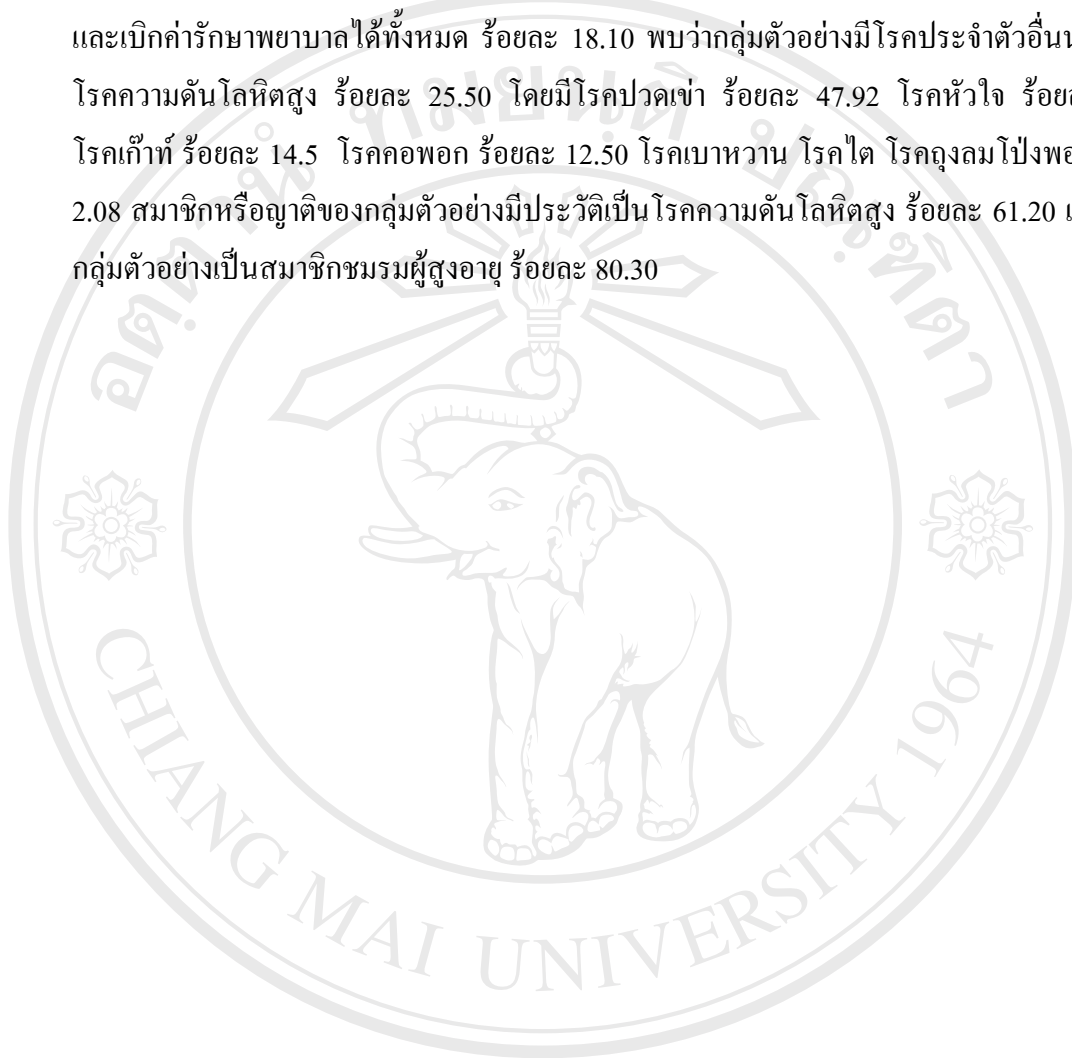 และเบิกค่ารักษาพยาบาลได้ทั้งหมด ร้อยละ 18.10 พบว่ากลุ่มตัวอย่างมีโรคประจำตัวอื่น
โรคความดันโลหิตสูง ร้อยละ 25.50 โดยมีโรคปวดเข่า ร้อยละ 47.92 โรคหัวใจ
โรคเก๊าท์ ร้อยละ 14.5 โรคคอพอก ร้อยละ 12.50 โรคเบาหวาน โรคไต โรคถุงลมโป่ง
2.08 สมาชิกหรือญาติของกลุ่มตัวอย่างมีประวัติเป็นโรคความดันโลหิตสูง ร้อยละ 61.20
กลุ่มตัวอย่างเป็นสมาชิกชมรมผู้สูงอายุ ร้อยละ 80.30
อตฺตานํ ทมยนฺติ ปณฺฑิตา
CHIANG MAI UNIVERSITY 1964